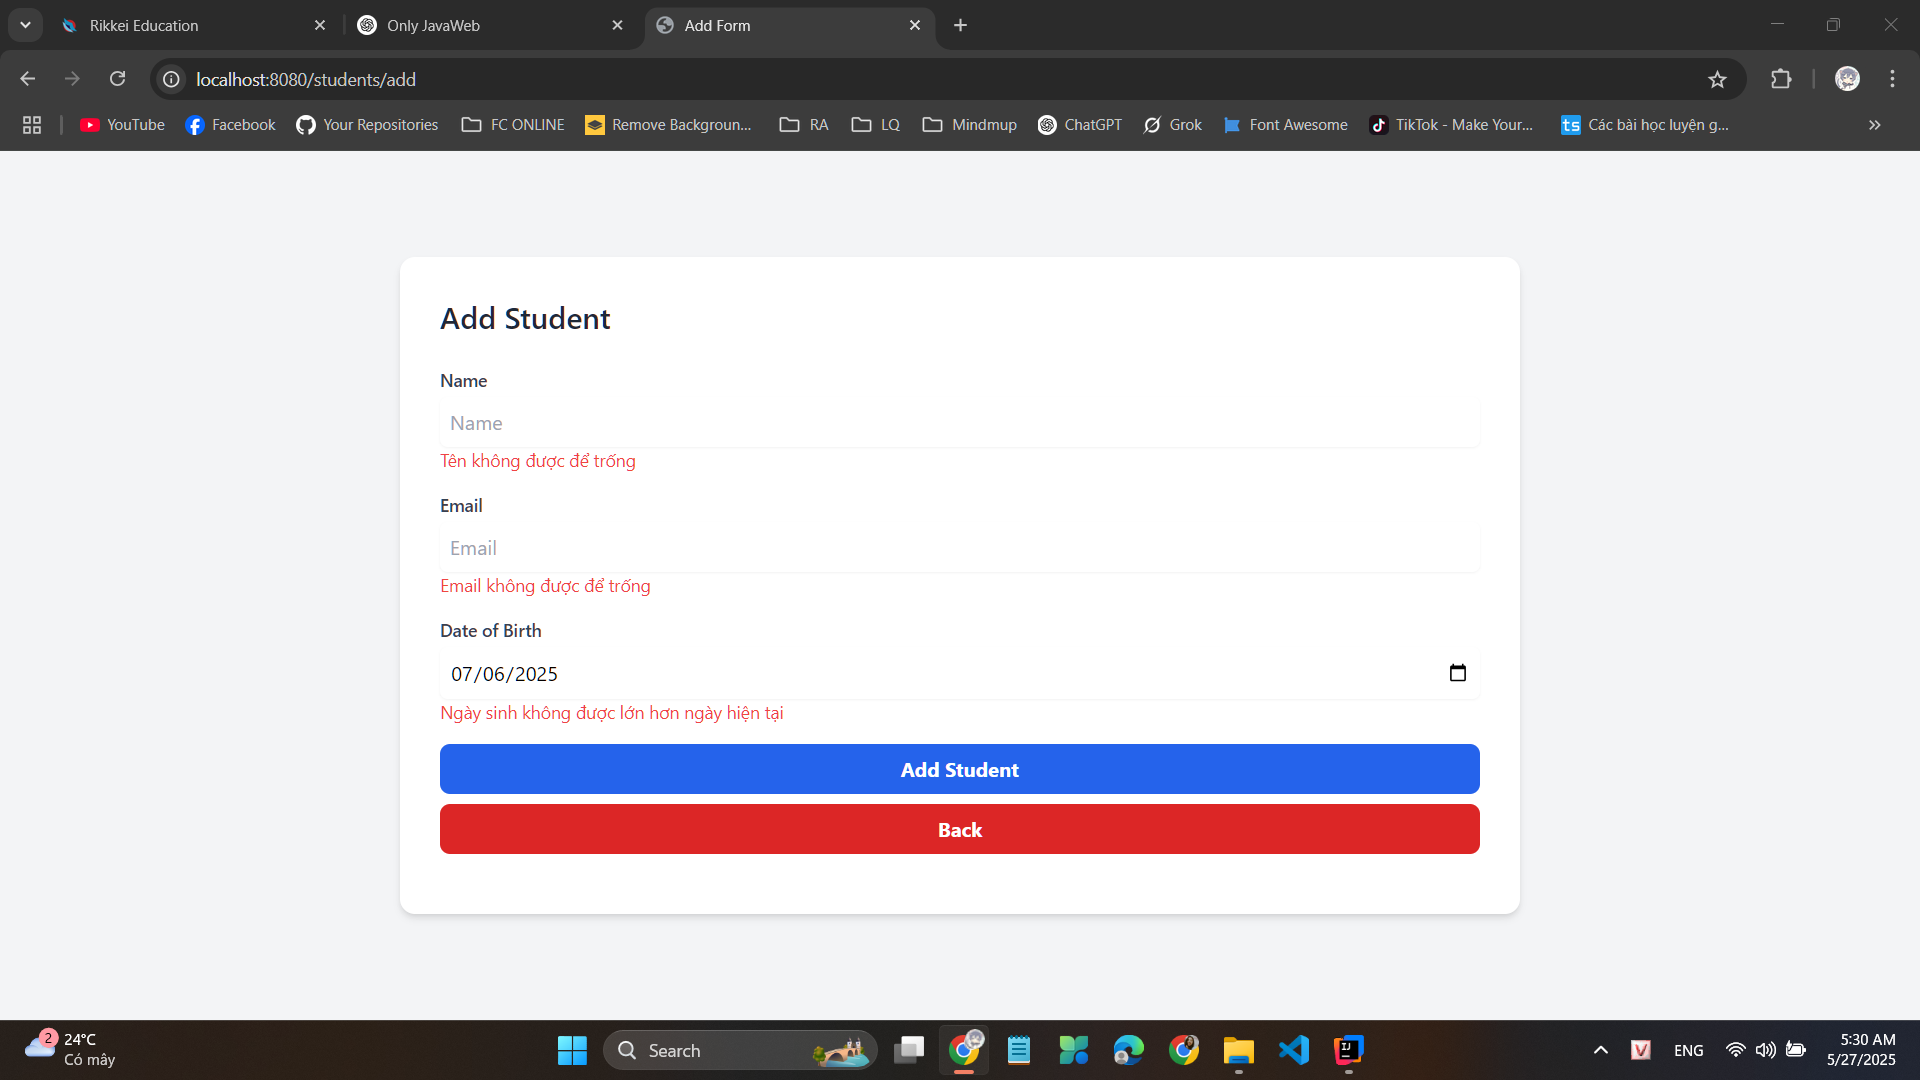 Rikkei Education
Only JavaWeb
Add Form
localhost:8080/students/add
YouTube
Facebook
Your Repositories
FC ONLINE
Remove Backgroun...
RA
LQ
Mindmup
ChatGPT
Grok
Font Awesome
TikTok - Make Your...
ts
Các bài học luyện g...
Add Student
Name
Name
Tên không được để trống
Email
Email
Email không được để trống
Date of Birth
07/06/2025
Ngày sinh không được lớn hơn ngày hiện tại
Add Student
Back
2
24°C
Có mây
Search
IJ
V
ENG
5:30 AM
5/27/2025